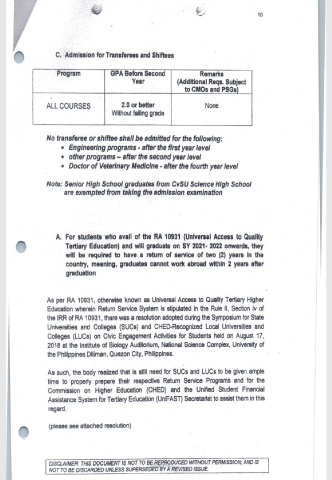 10
C. Admission for Transferees and Shiftees
Program GPA Before Second Remarks
Year (Additional Reqs. Subject
to CMOs and PSGs)
ALL COURSES 2.0 or better None
Without failing grade
No transferee or shiftee shall be admitted for the following:
• Engineering programs - after the first year level
• other programs – after the second year level
• Doctor of Veterinary Medicine - after the fourth year level
Note: Senior High School graduates from CvSU Science High School
are exempted from taking the admission examination
A. For students who avail of the RA 10931 (Universal Access to Quality
Tertiary Education) and will graduate on SY 2021- 2022 onwards, they
will be required to have a return of service of two (2) years in the
country, meaning, graduates cannot work abroad within 2 years after
graduation
As per RA 10931, otherwise known as Universal Access to Quality Tertiary Higher
Education wherein Return Service System is stipulated in the Rule II, Section iv of
the IRR of RA 10931, there was a resolution adopted during the Symposium for State
Universities and Colleges (SUCs) and CHED-Recognized Local Universities and
Colleges (LUCs) on Civic Engagement Activities for Students held on August 17,
2018 at the Institute of Biology Auditorium, National Science Complex, University of
the Philippines Diliman, Quezon City, Philippines.
As such, the body realized that is still need for SUCs and LUCs to be given ample
time to properly prepare their respective Return Service Programs and for the
Commission on Higher Education (CHED) and the Unified Student Financial
Assistance System for Tertiary Education (UniFAST) Secretariat to assist them in this
regard.
(please see attached resolution)
DISCLAIMER: THIS DOCUMENT IS NOT TO BE REPRODUCED WITHOUT PERMISSION; AND IS
NOT TO BE DISCARDED UNLESS SUPERSEDED BY A REVISED ISSUE.